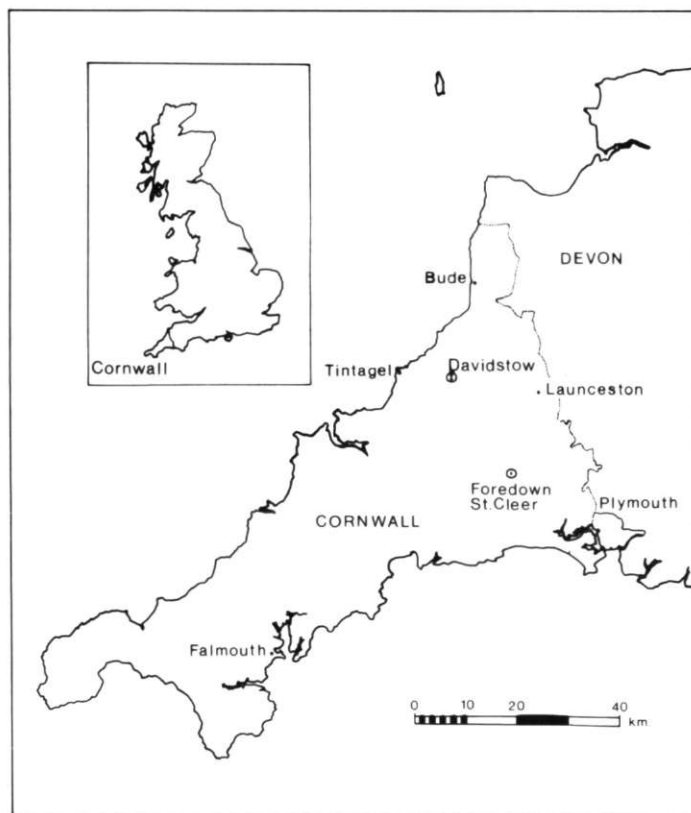 DEVON
Bude
Cornwall
Tintagel
Davidstow
Launceston
Foredown
St.Cleer
Plymouth
CORNWALL
Falmouth
0 10 20 40
km